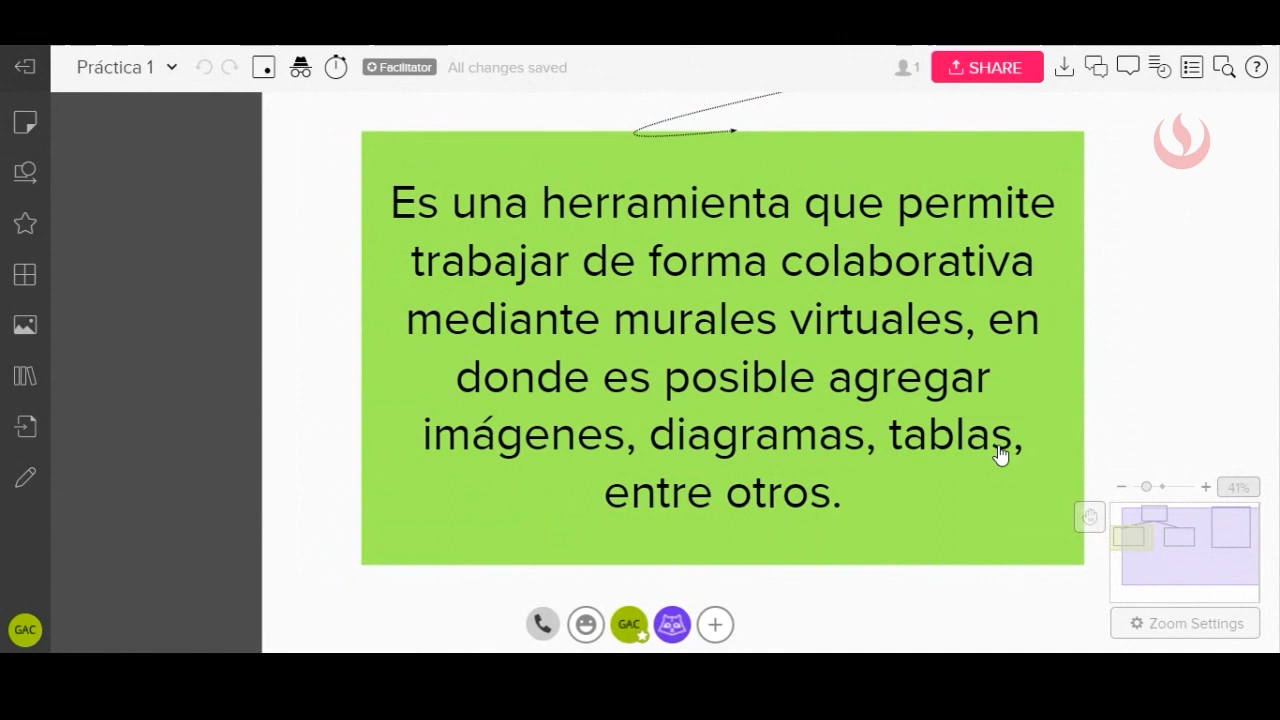 Práctica 1
Facilitator
All changes saved
1
SHARE
?
Es una herramienta que permite
trabajar de forma colaborativa
mediante murales virtuales, en
donde es posible agregar
imágenes, diagramas, tablas,
entre otros.
41%
GAC
GAC
Zoom Settings